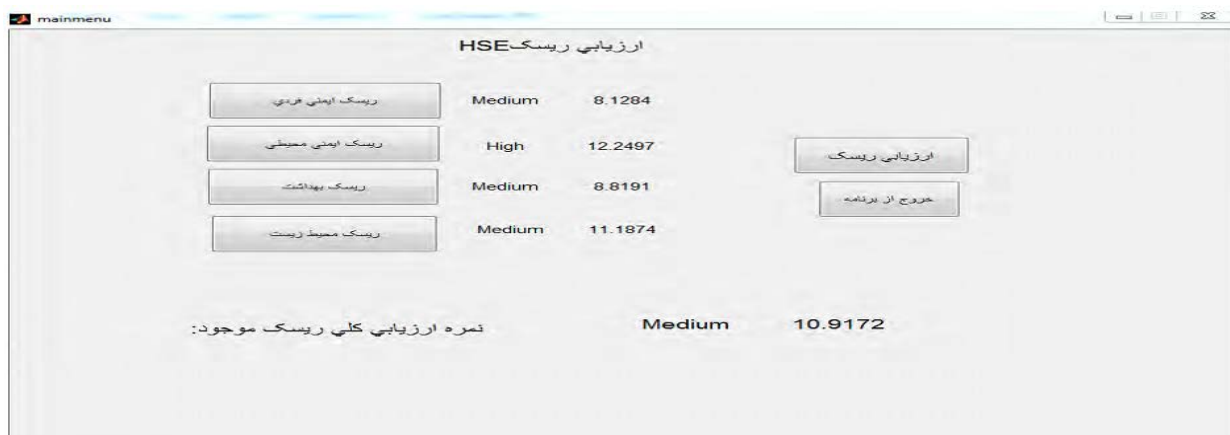 mainmenu
ارزيابي ريسکHSE
ريسک ايمني فردي Medium 8.1284
ريسک ايمني محيطي High 12.2497
ارزيابي ريسک
ريسک بهداشت Medium 8.8191
خروج از برنامه
ريسک محيط زيست Medium 11.1874
نمره ارزيابي کلي ريسک موجود: Medium 10.9172